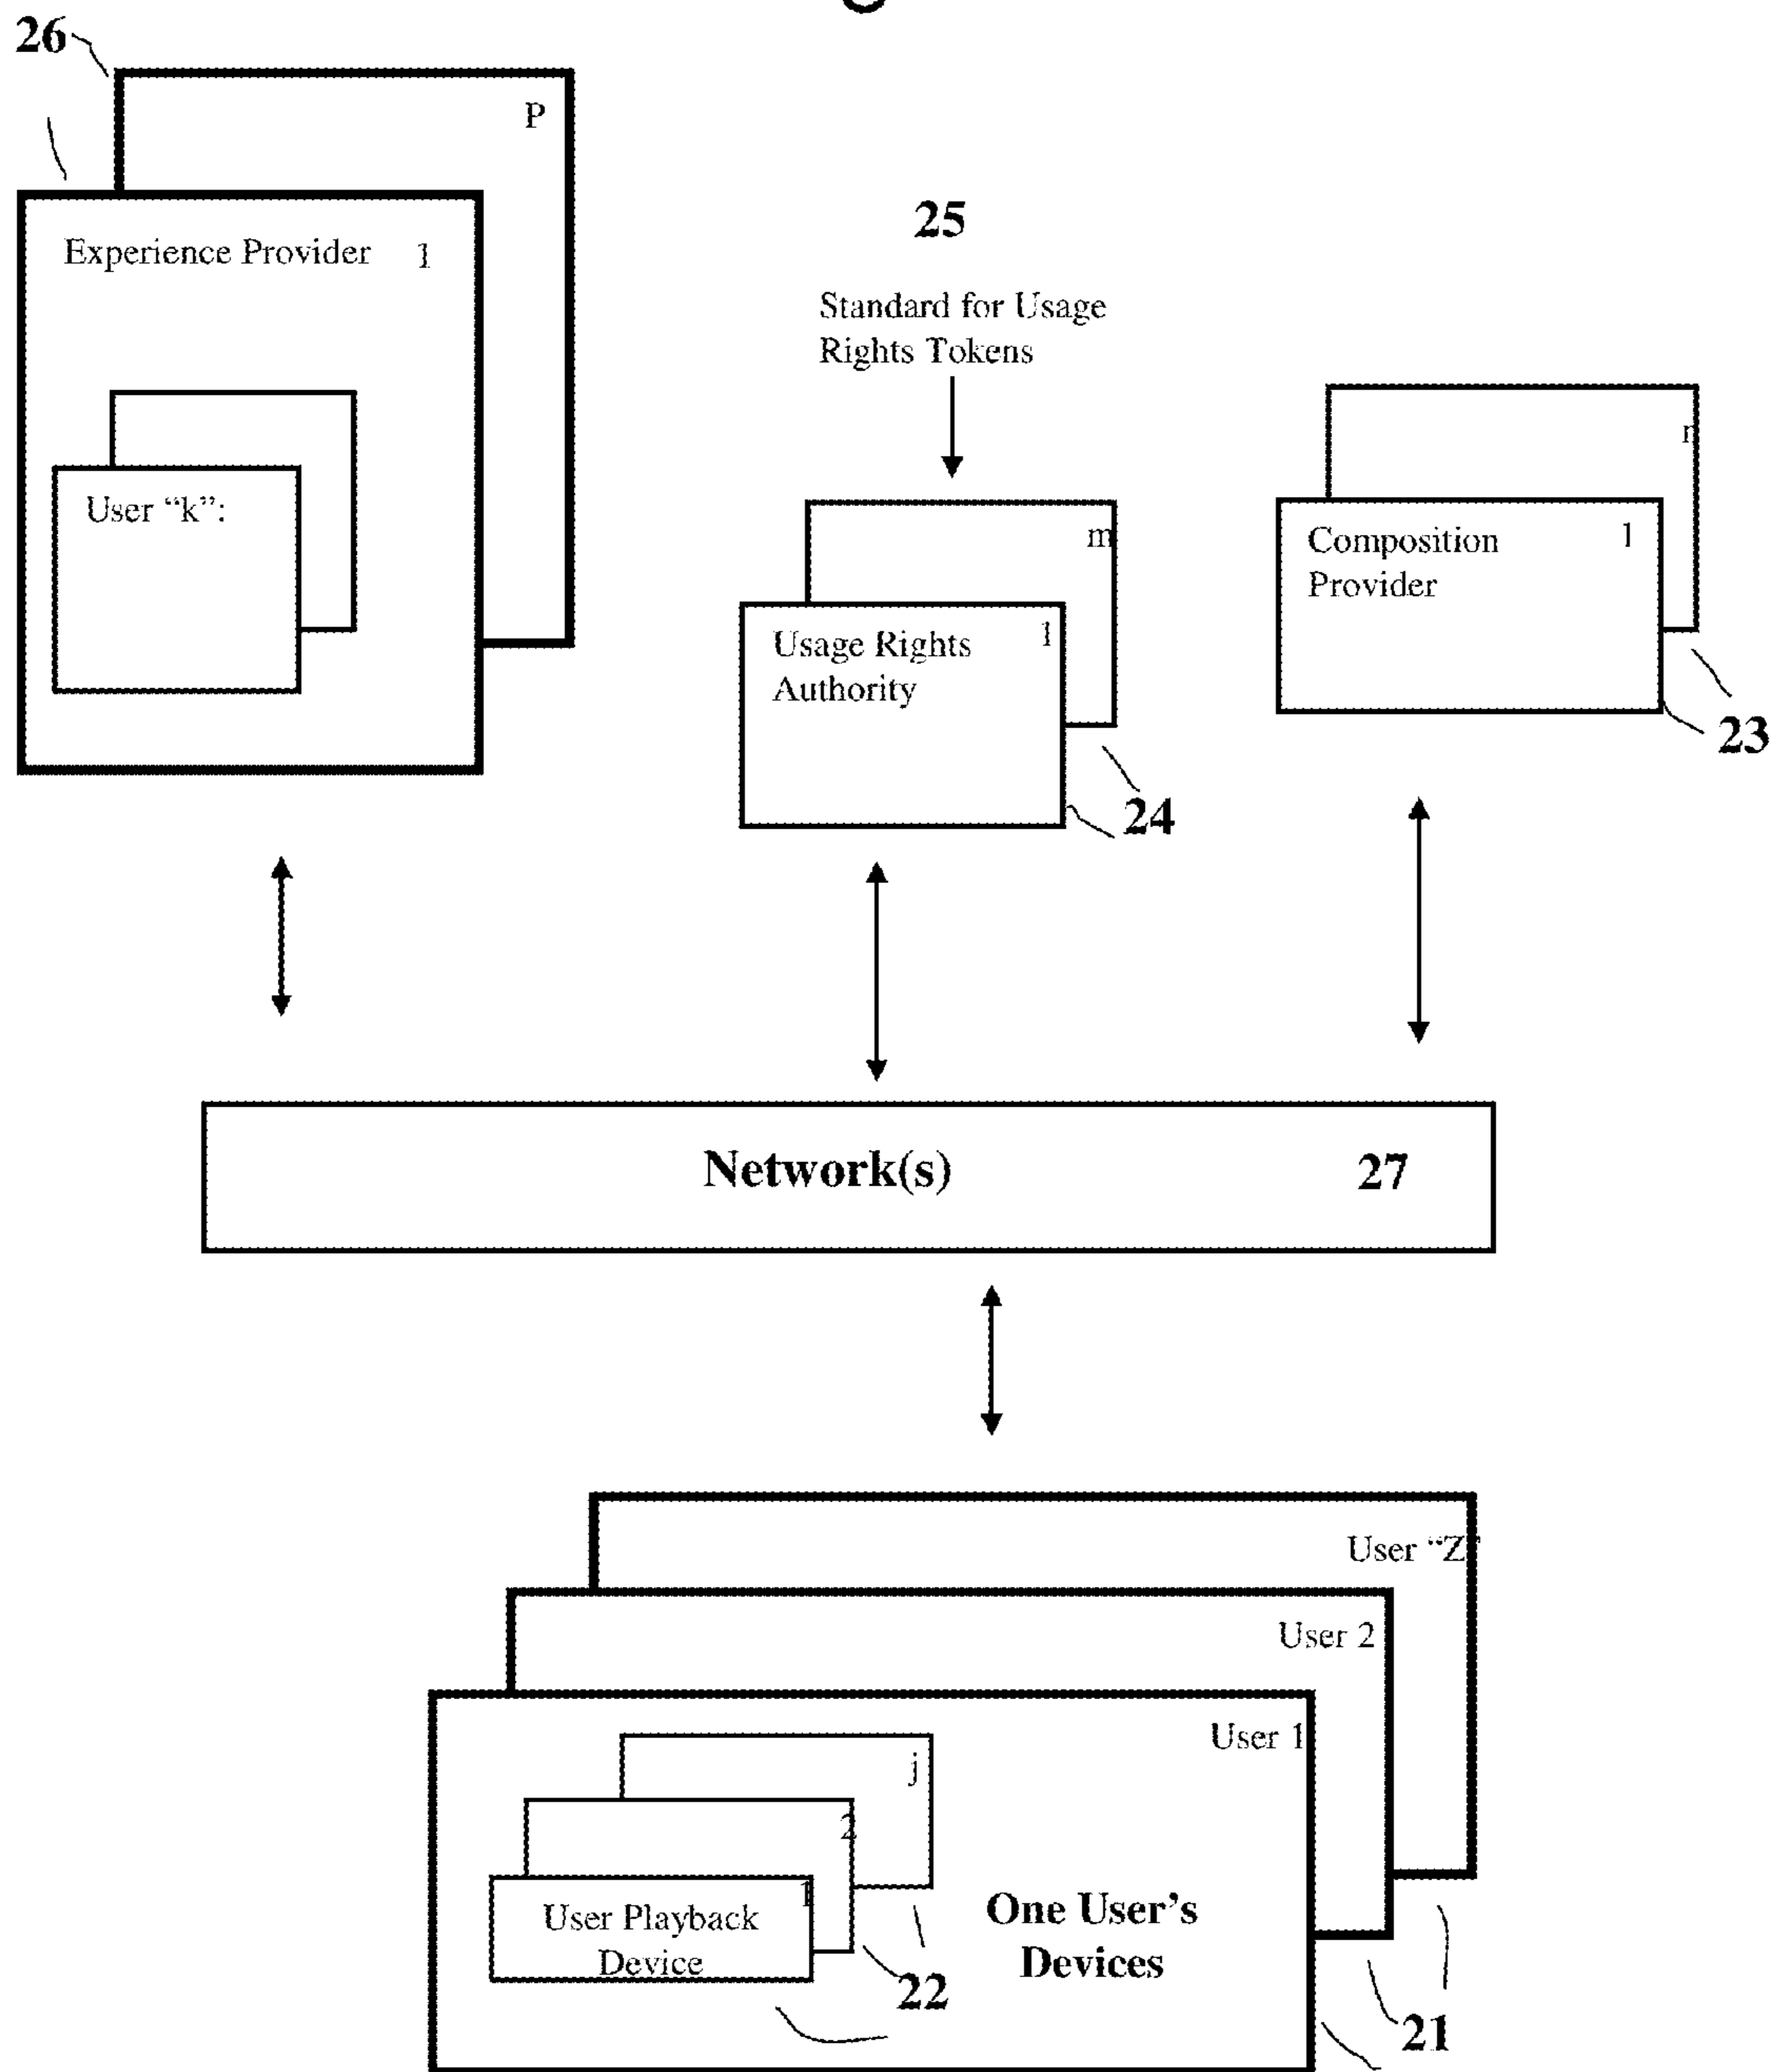 26
P
Experience Provider 1
25
Standard for Usage
Rights Tokens
User “k”:
m
Composition 1
Provider
Usage Rights 1
Authority
23
24
Network(s) 27
User “Z
User 2
User 1
j
2
1
User Playback
Device
One User’s
Devices
22
21